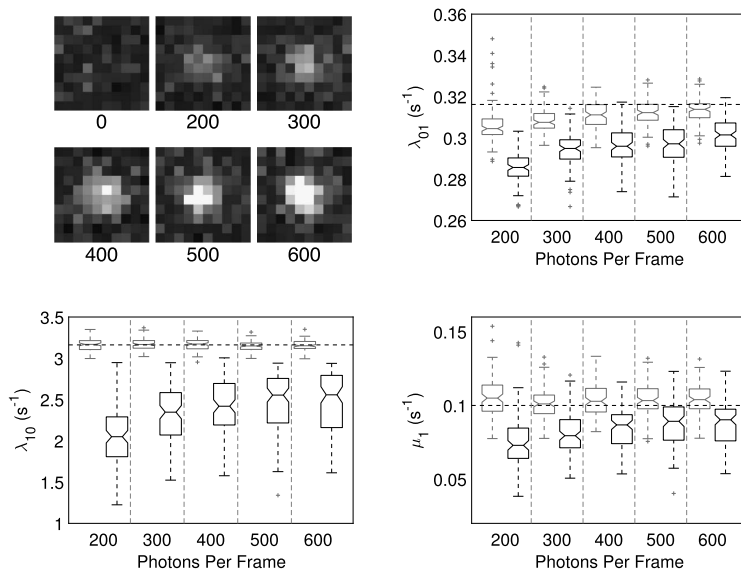 0 200 300
400 500 600
0.36
0.34
0.32
0.3
0.28
0.26
λ01 (s-1)
200 300 400 500 600
Photons Per Frame
3.5
3
2.5
2
1.5
1
λ10 (s-1)
200 300 400 500 600
Photons Per Frame
0.15
0.1
0.05
μ1 (s-1)
200 300 400 500 600
Photons Per Frame